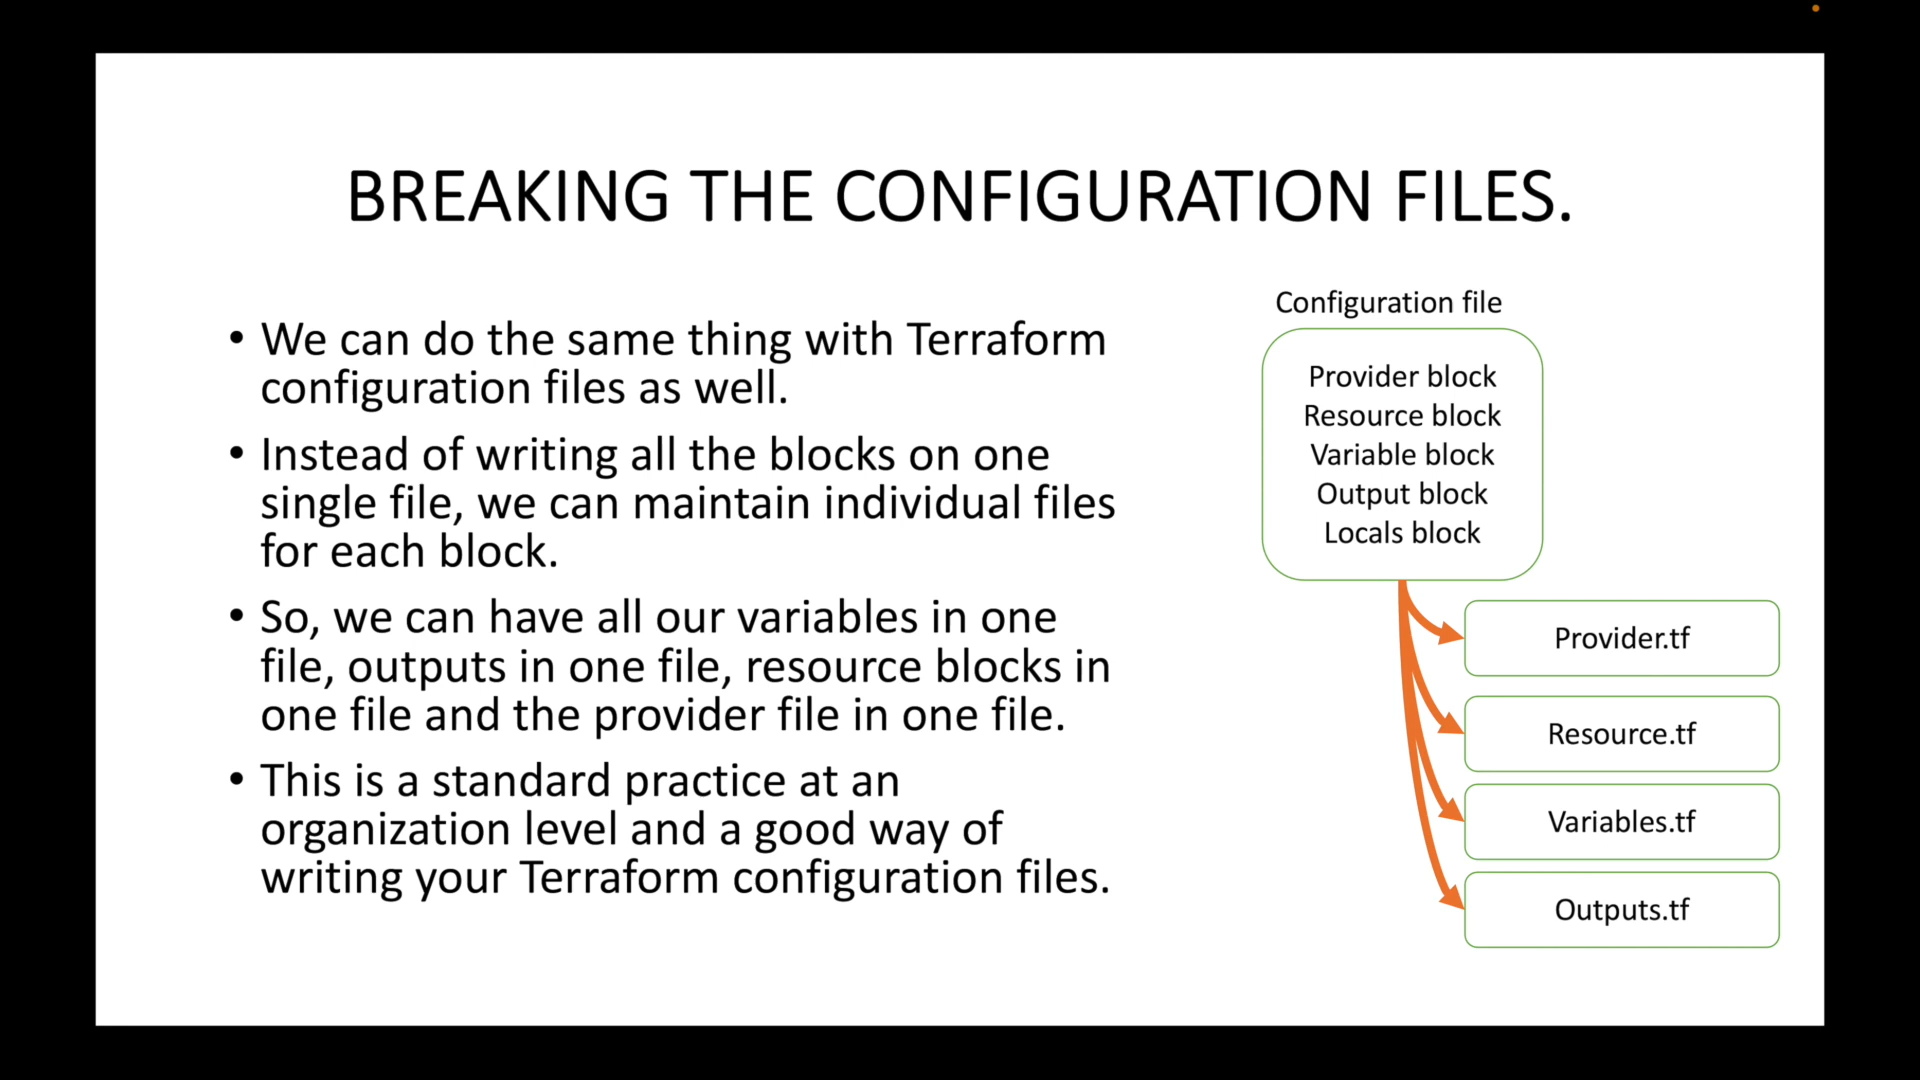 BREAKING THE CONFIGURATION FILES.
• We can do the same thing with Terraform
configuration files as well.
• Instead of writing all the blocks on one
single file, we can maintain individual files
for each block.
• So, we can have all our variables in one
file, outputs in one file, resource blocks in
one file and the provider file in one file.
• This is a standard practice at an
organization level and a good way of
writing your Terraform configuration files.
Configuration file
Provider block
Resource block
Variable block
Output block
Locals block
Provider.tf
Resource.tf
Variables.tf
Outputs.tf